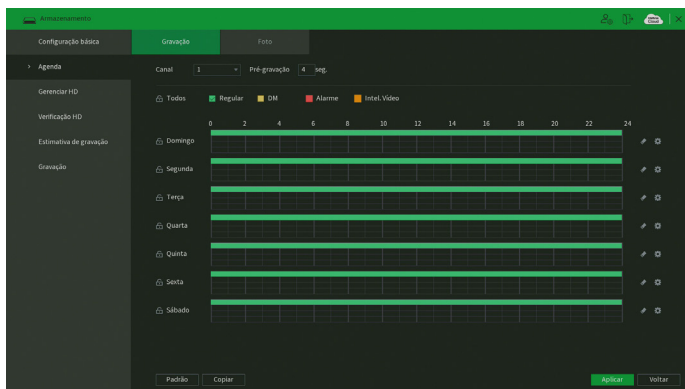 Armazenamento
Configuração básica
Gravação
Foto
Agenda
Canal 1 Pré-gravação 4 seg.
Gerenciar HD
Todos Regular DM Alarme Intel.Vídeo
Verificação HD
0 2 4 6 8 10 12 14 16 18 20 22 24
Estimativa de gravação
Domingo
Gravação
Segunda
Terça
Quarta
Quinta
Sexta
Sábado
Padrão Copiar Aplicar Voltar